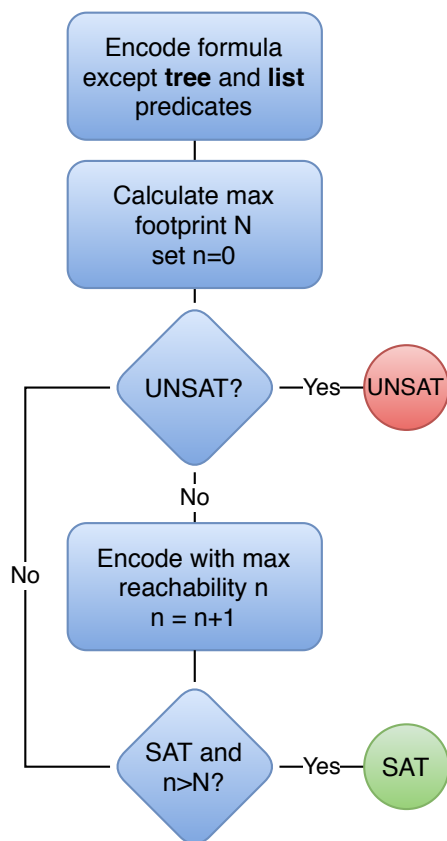 Encode formula
except tree and list
predicates
Calculate max
footprint N
set n=0
UNSAT?
Yes
UNSAT
No
Encode with max
reachability n
n = n+1
No
SAT and
n>N?
Yes
SAT